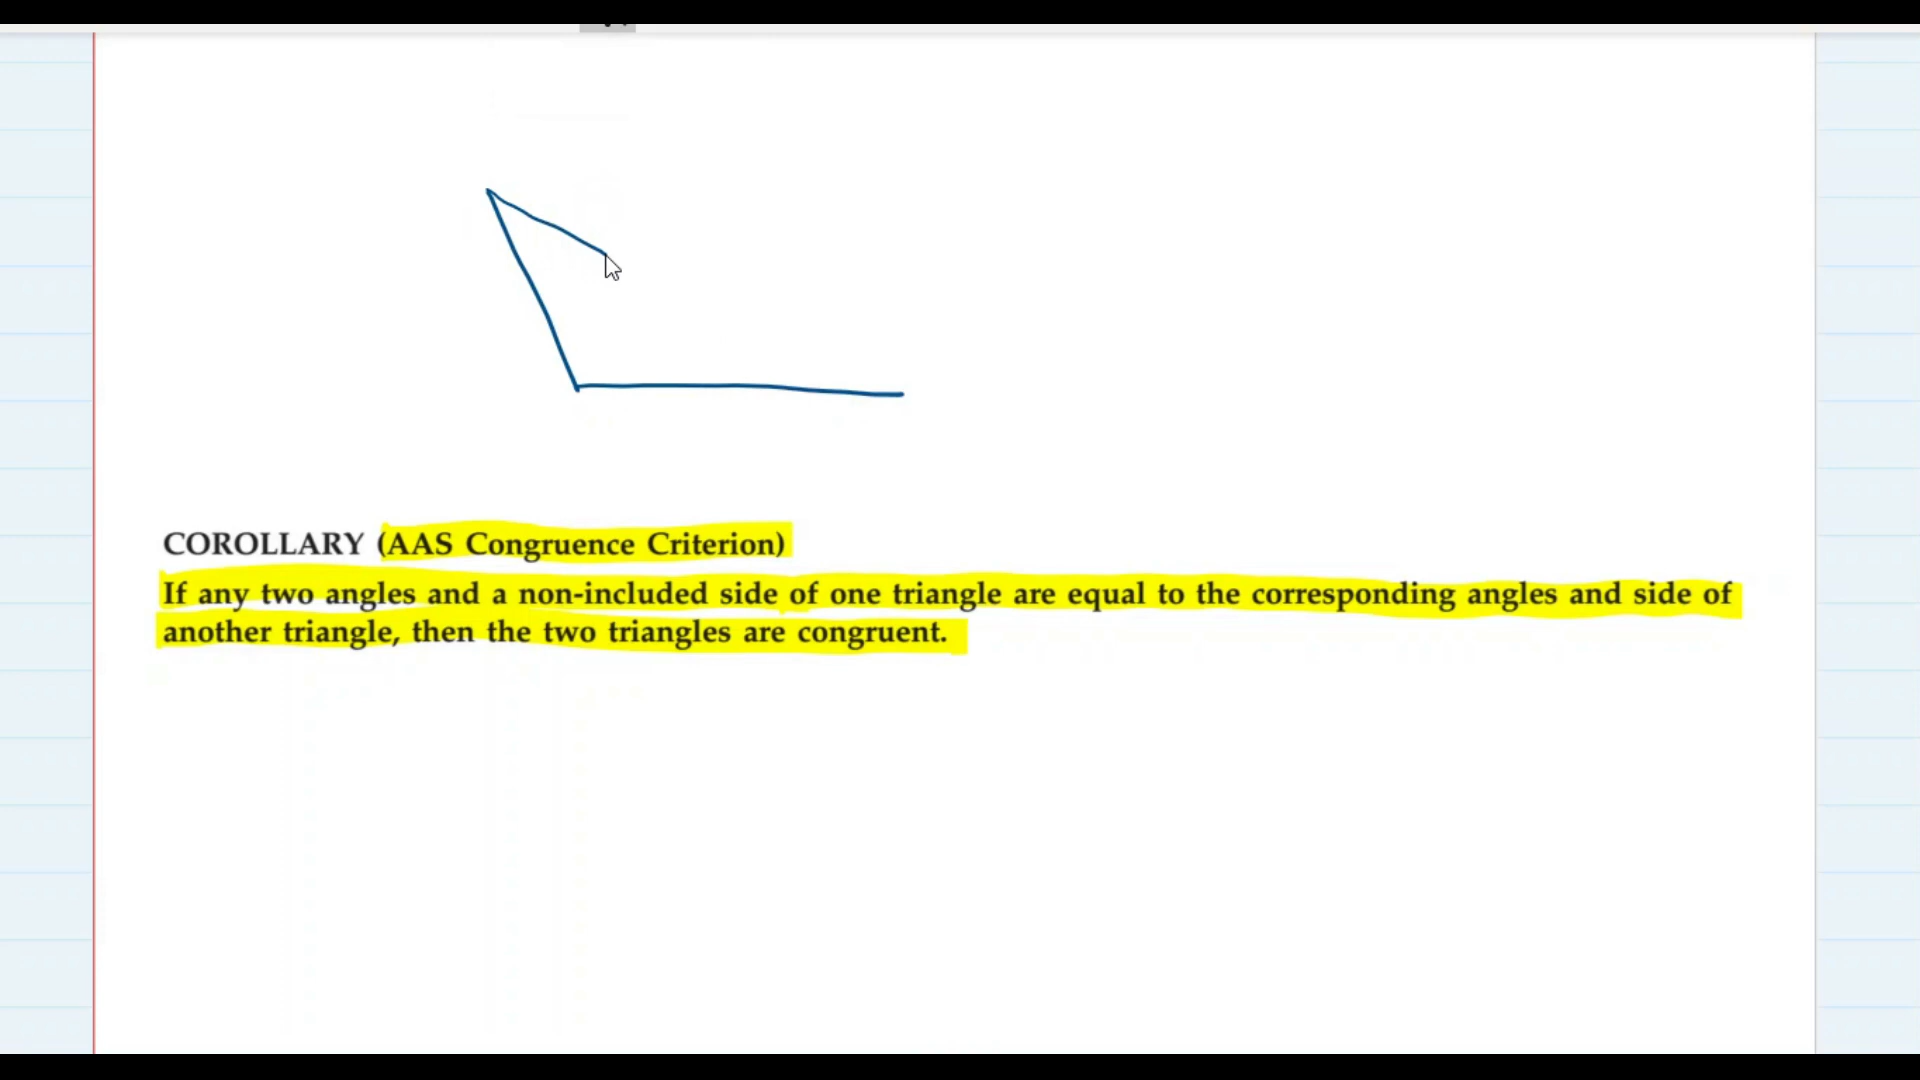 COROLLARY (AAS Congruence Criterion)
If any two angles and a non-included side of one triangle are equal to the corresponding angles and side of
another triangle, then the two triangles are congruent.